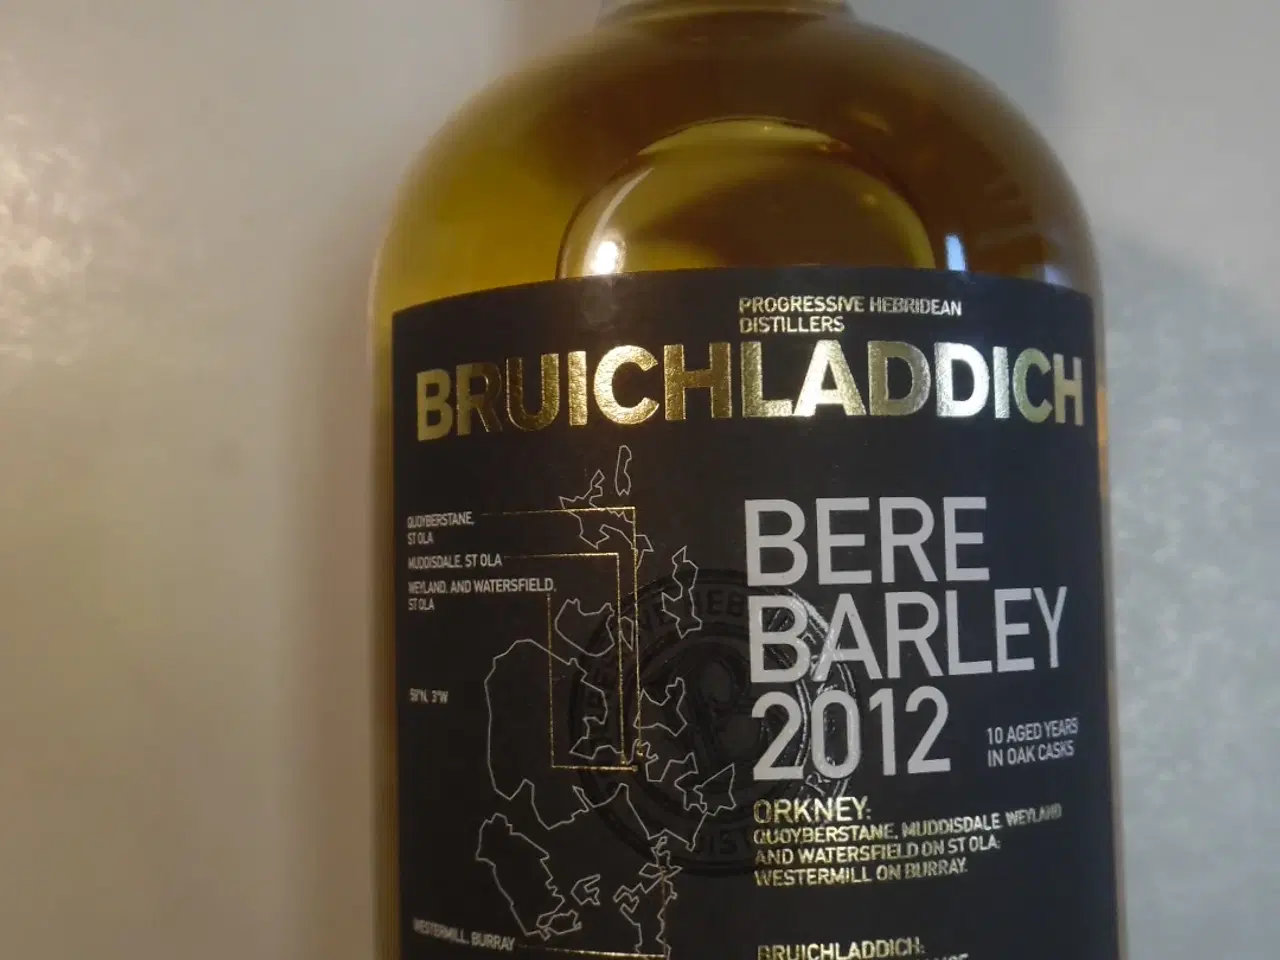 PROGRESSIVE HEBRIDEAN
DISTILLERS
BRUICHLADDICH
QUOYBERSTANE,
ST OLA
MUDDISDALE, ST OLA
WEYLAND, AND WATERSFIELD,
ST OLA
58°N, 3°W
WESTERMILL, BURRAY
BERE
BARLEY
2012
10 AGED YEARS
IN OAK CASKS
ORKNEY:
QUOYBERSTANE, MUDDISDALE, WEYLAND
AND WATERSFIELD ON ST OLA;
WESTERMILL ON BURRAY.
BRUICHLADDICH: